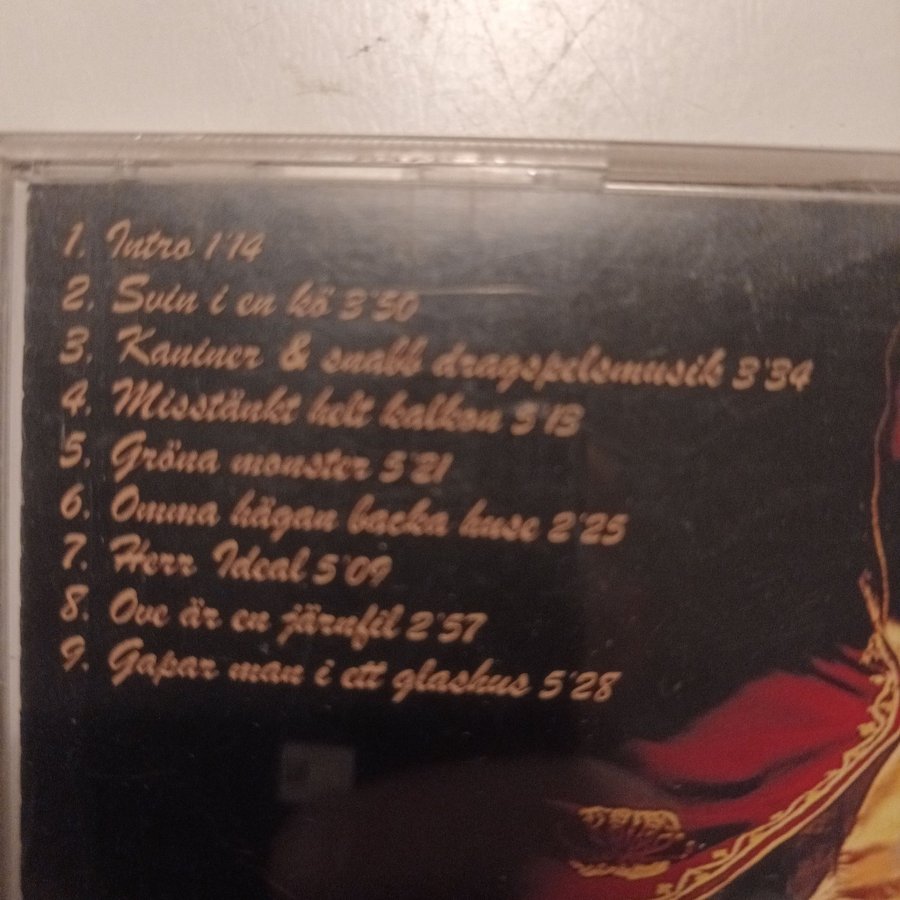 1. Intro 1'14
2. Svin i en kö 3'50
3. Kaniner & snabb dragspelsmusik 3'34
4. Misstänkt helt kalkon 3'13
5. Gröna monster 5'21
6. Omma hägan backa huse 2'25
7. Herr Ideal 5'09
8. Ove är en järnfil 2'57
9. Gapar man i ett glashus 5'28